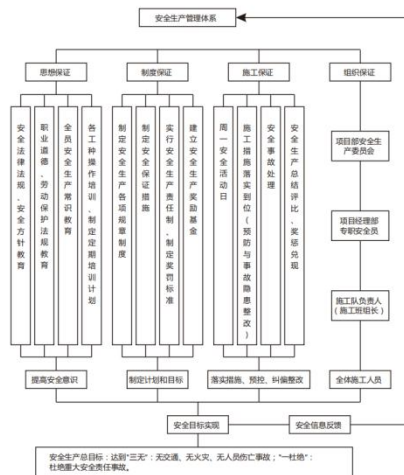 安全生产管理体系
思想保证
制度保证
施工保证
组织保证
安全法律法规、安全方针教育
职业道德、劳动保护法规教育
全员安全生产常识教育
各工种操作培训、制定定期培训计划
制定安全生产各项规章制度
制定安全保证措施
实行安全生产责任制、制定奖罚标准
建立安全生产奖励基金
周一安全活动日
施工措施落实到位(预防与事故隐患整改)
安全事故处理
安全生产总结评比、奖惩兑现
项目部安全生
产委员会
项目经理部
专职安全员
施工队负责人
(施工班组长)
提高安全意识
制定计划和目标
落实措施、预控、纠偏整改
全体施工人员
安全目标实现
安全信息反馈
安全生产总目标:达到“三无”:无交通、无火灾、无人员伤亡事故;“一杜绝”:
杜绝重大安全责任事故。